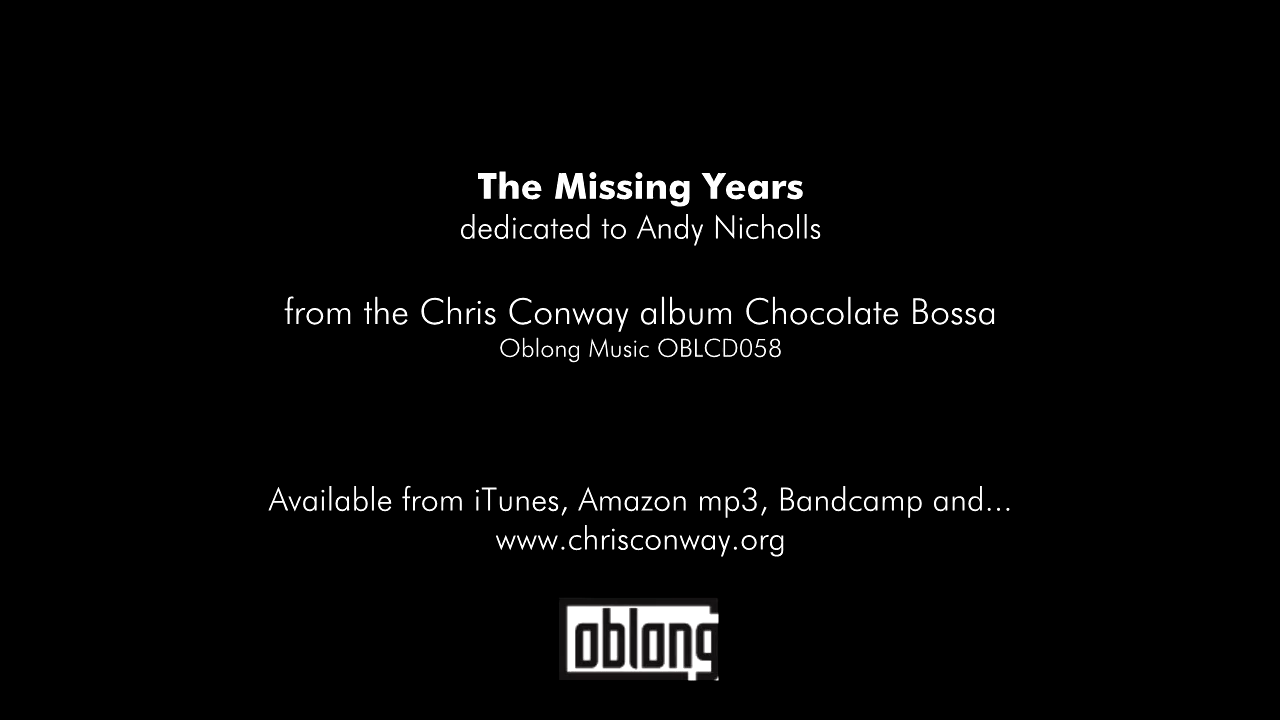 The Missing Years
dedicated to Andy Nicholls
from the Chris Conway album Chocolate Bossa
Oblong Music OBLCD058
Available from iTunes, Amazon mp3, Bandcamp and...
www.chrisconway.org
oblong